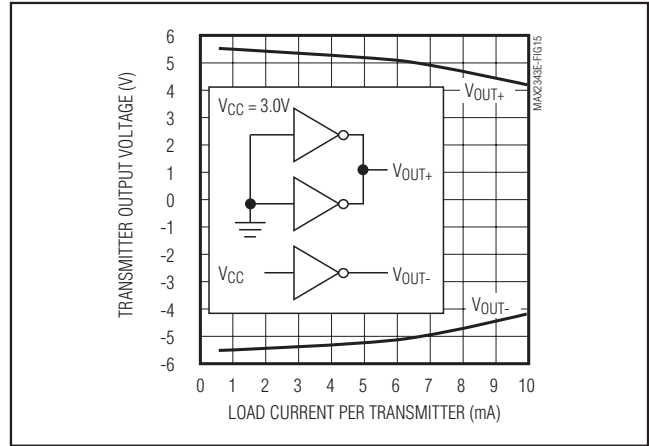 TRANSMITTER OUTPUT VOLTAGE (V)
6
5
4
3
2
1
0
-1
-2
-3
-4
-5
-6
VCC = 3.0V
VOUT+
VOUT+
VCC
VOUT-
VOUT-
MAX2343E-FIG15
0 1 2 3 4 5 6 7 8 9 10
LOAD CURRENT PER TRANSMITTER (mA)